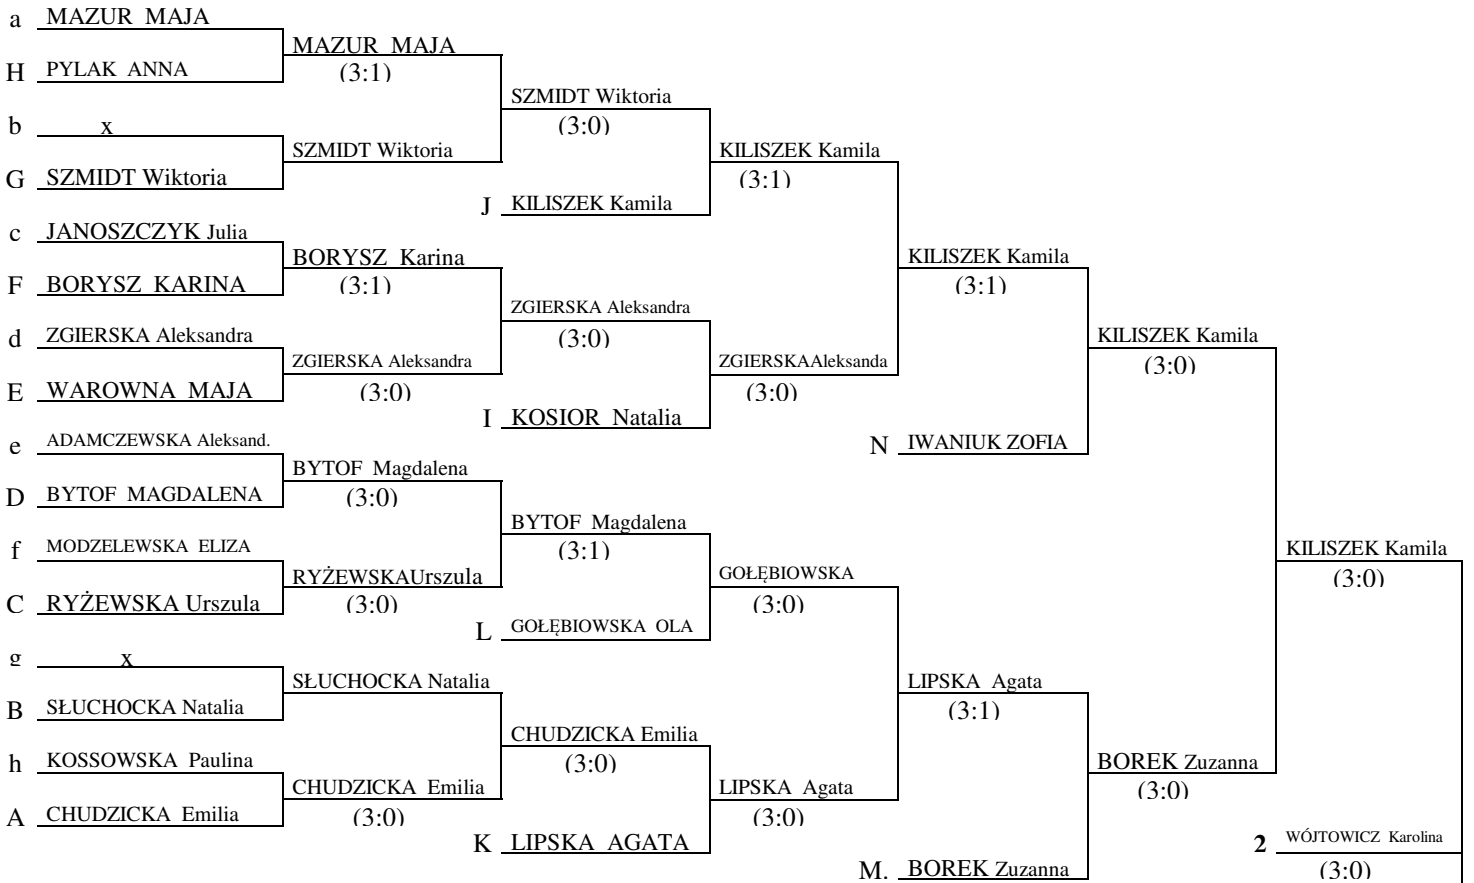 a MAZUR MAJA
MAZUR MAJA
H PYLAK ANNA
(3:1)
SZMIDT Wiktoria
b x
(3:0)
SZMIDT Wiktoria
KILISZEK Kamila
G SZMIDT Wiktoria
(3:1)
J KILISZEK Kamila
c JANOSZCZYK Julia
BORYSZ Karina
KILISZEK Kamila
F BORYSZ KARINA
(3:1)
(3:1)
ZGIERSKA Aleksandra
d ZGIERSKA Aleksandra
(3:0)
KILISZEK Kamila
ZGIERSKA Aleksandra
ZGIERSKAAleksanda
(3:0)
E WAROWNA MAJA
(3:0)
(3:0)
I KOSIOR Natalia
e ADAMCZEWSKA Aleksand.
N IWANIUK ZOFIA
BYTOF Magdalena
D BYTOF MAGDALENA
(3:0)
BYTOF Magdalena
f MODZELEWSKA ELIZA
(3:1)
KILISZEK Kamila
RYŻEWSKAUrszula
GOŁĘBIOWSKA
(3:0)
C RYŻEWSKA Urszula
(3:0)
(3:0)
L GOŁĘBIOWSKA OLA
g x
SŁUCHOCKA Natalia
LIPSKA Agata
B SŁUCHOCKA Natalia
(3:1)
CHUDZICKA Emilia
h KOSSOWSKA Paulina
(3:0)
BOREK Zuzanna
CHUDZICKA Emilia
LIPSKA Agata
(3:0)
A CHUDZICKA Emilia
(3:0)
(3:0)
K LIPSKA AGATA
2 WÓJTOWICZ Karolina
M. BOREK Zuzanna
(3:0)